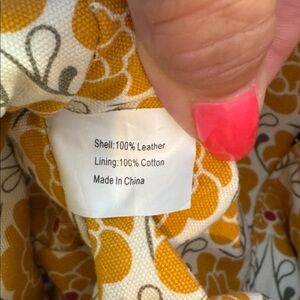 Shell:100% Leather
Lining:100% Cotton
Made In China